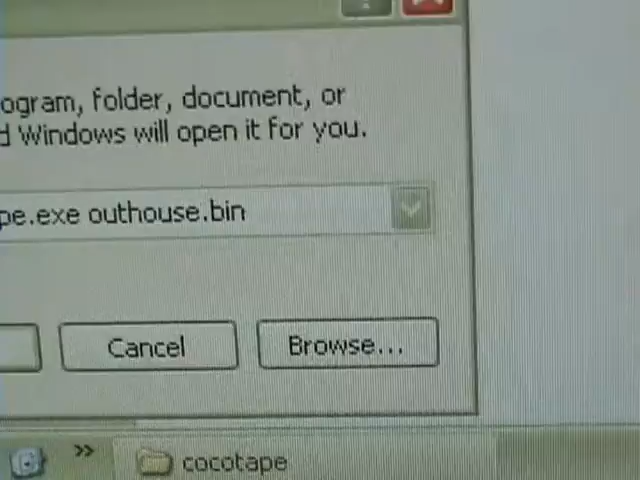 ogram, folder, document, or
d Windows will open it for you.
pe.exe outhouse.bin
Cancel
Browse...
»
cocotape